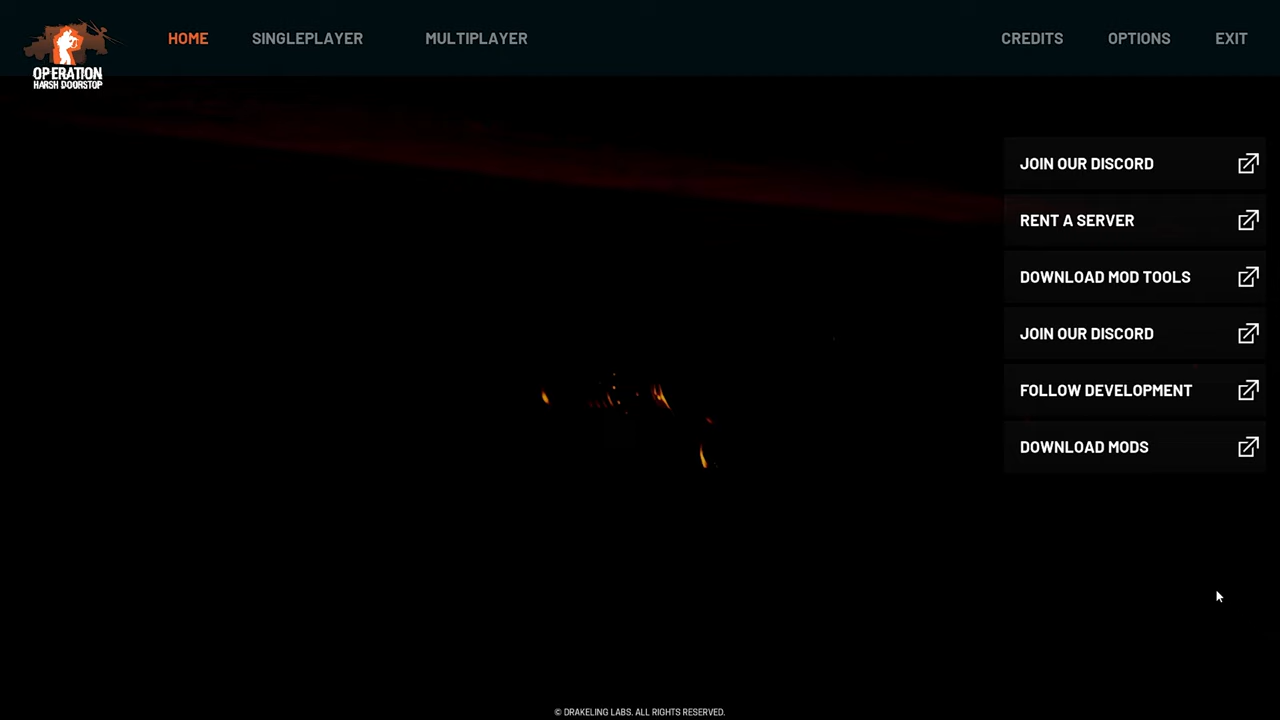 HOME
SINGLEPLAYER
MULTIPLAYER
CREDITS
OPTIONS
EXIT
OPERATION
HARSH DOORSTOP
JOIN OUR DISCORD
RENT A SERVER
DOWNLOAD MOD TOOLS
JOIN OUR DISCORD
FOLLOW DEVELOPMENT
DOWNLOAD MODS
© DRAKELING LABS. ALL RIGHTS RESERVED.